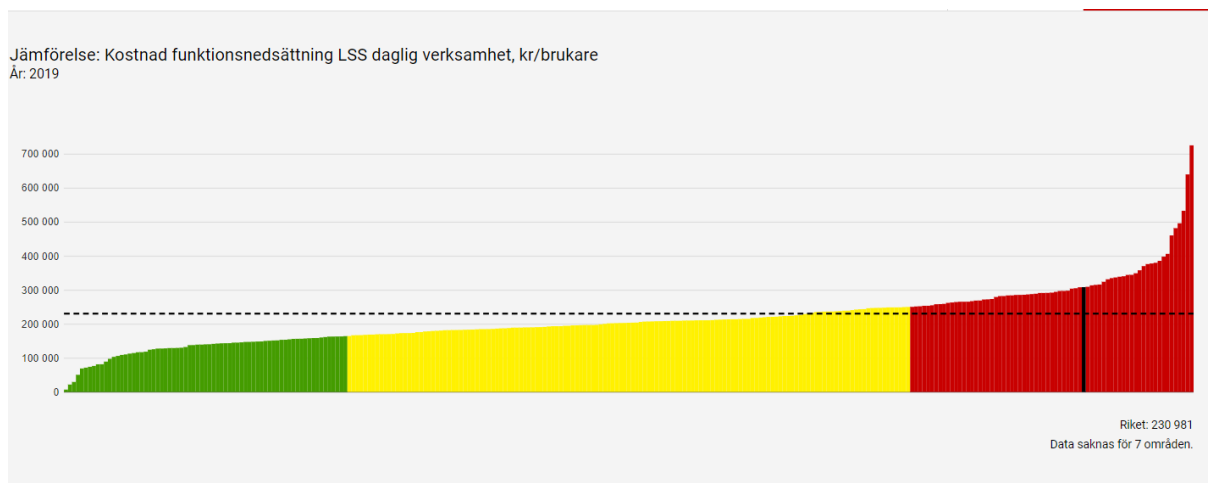 Jämförelse: Kostnad funktionsnedsättning LSS daglig verksamhet, kr/brukare
År: 2019
700 000
600 000
500 000
400 000
300 000
200 000
100 000
0
Riket: 230 981
Data saknas för 7 områden.